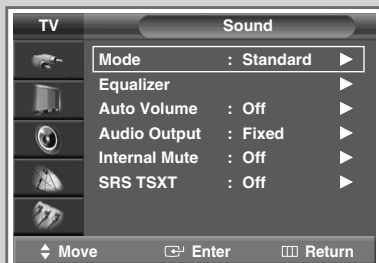 TV Sound
Mode : Standard
Equalizer
Auto Volume : Off
Audio Output : Fixed
Internal Mute : Off
SRS TSXT : Off
Move Enter Return